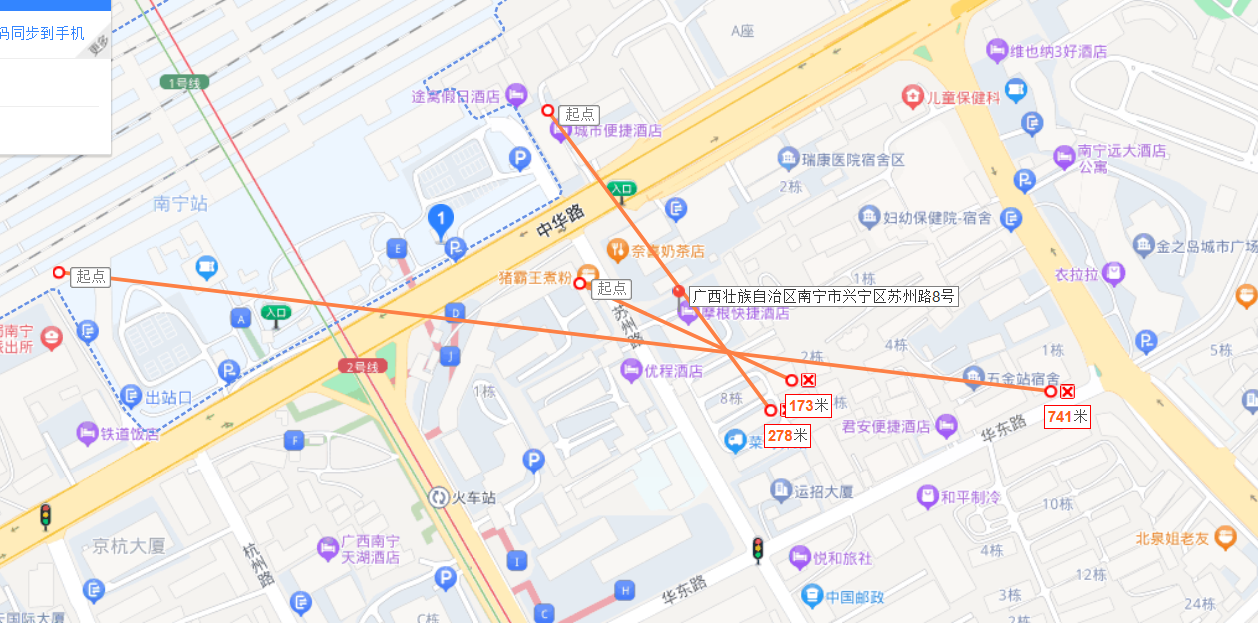 码同步到手机
更多
1号线
A座
维也纳3好酒店
途窝假日酒店
儿童保健科
起点
城市便捷酒店
南宁远大酒店
公寓
瑞康医院宿舍区
2栋
入口
南宁站
1
中华路
妇幼保健院-宿舍
金之岛城市广场
奈喜奶茶店
E
猪霸王煮粉
起点
起点
1栋
衣拉拉
广西壮族自治区南宁市兴宁区苏州路8号
摩根快捷酒店
入口
A
D
苏州路
J
2号线
2栋
4栋
1栋
5栋
优程酒店
五金站宿舍
1栋
出站口
8栋
173米
栋
741米
278米
君安便捷酒店
华东路
铁道饭店
F
菜
火车站
运招大厦
和平制冷
10栋
京杭大厦
杭州路
广西南宁
天湖酒店
北泉姐老友
4栋
悦和旅社
I
12栋
H
华东路
中国邮政
3栋
24栋
C
C栋
2栋
国际大厦